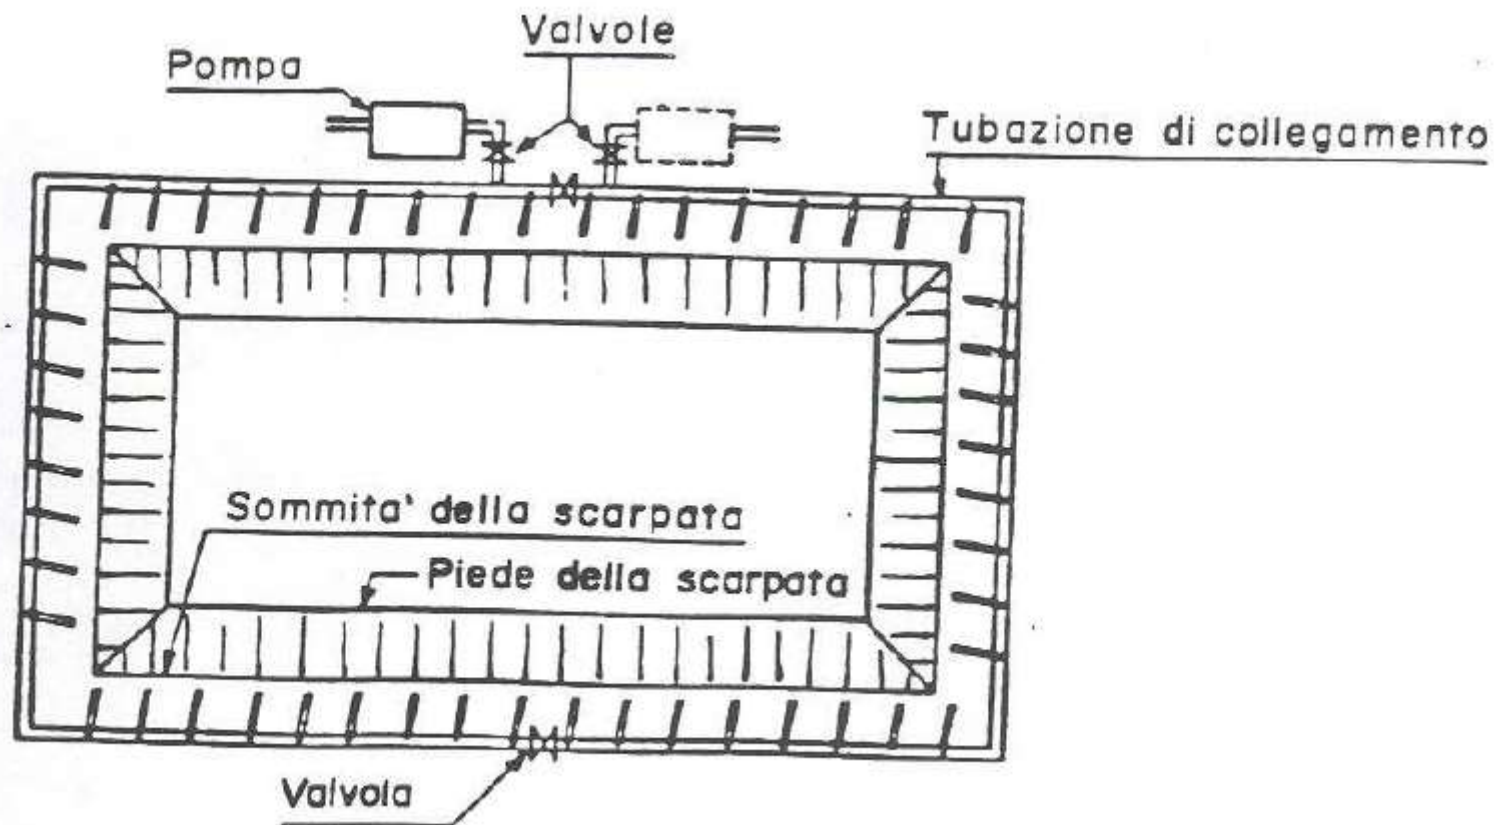 Valvole
Pompa
Tubazione di collegamento
Sommita' della scarpata
Piede della scarpata
Valvola